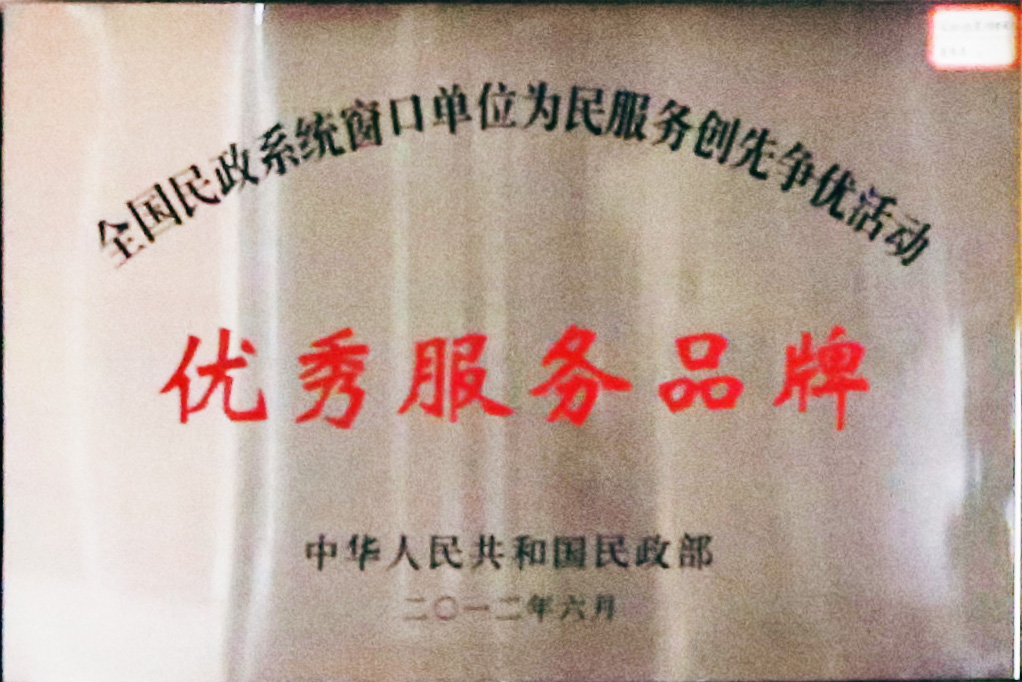 全国民政系统窗口单位为民服务创先争优活动
优秀服务品牌
中华人民共和国民政部
二〇一二年六月